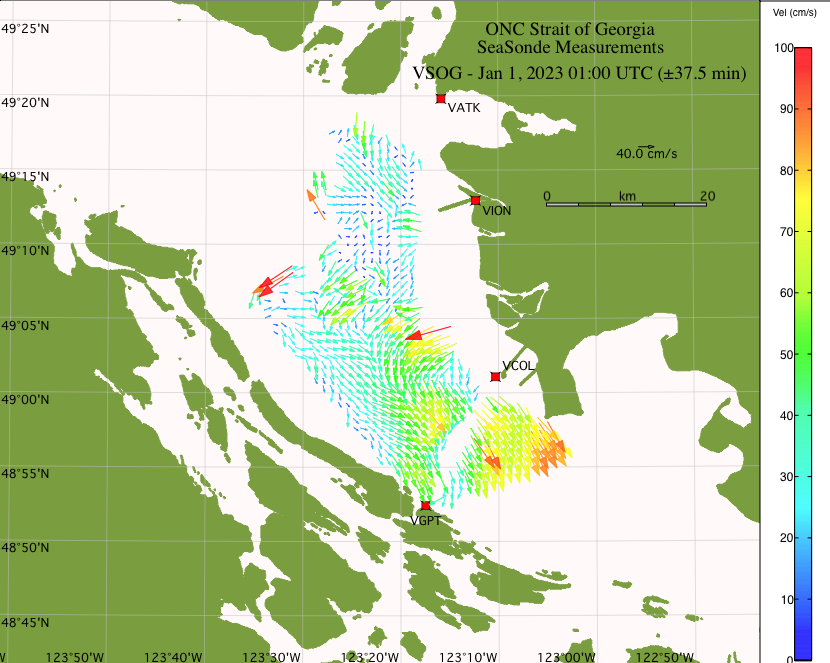 Vel (cm/s)
49°25'N
ONC Strait of Georgia
SeaSonde Measurements
100
VSOG - Jan 1, 2023 01:00 UTC (±37.5 min)
49°20'N
VATK
90
40.0 cm/s
49°15'N
80
0 km 20
VION
70
49°10'N
60
49°05'N
50
VCOL
49°00'N
40
48°55'N
30
VGPT
48°50'N
20
10
48°45'N
W 123°50'W 123°40'W 123°30'W 123°20'W 123°10'W 123°00'W 122°50'W
0